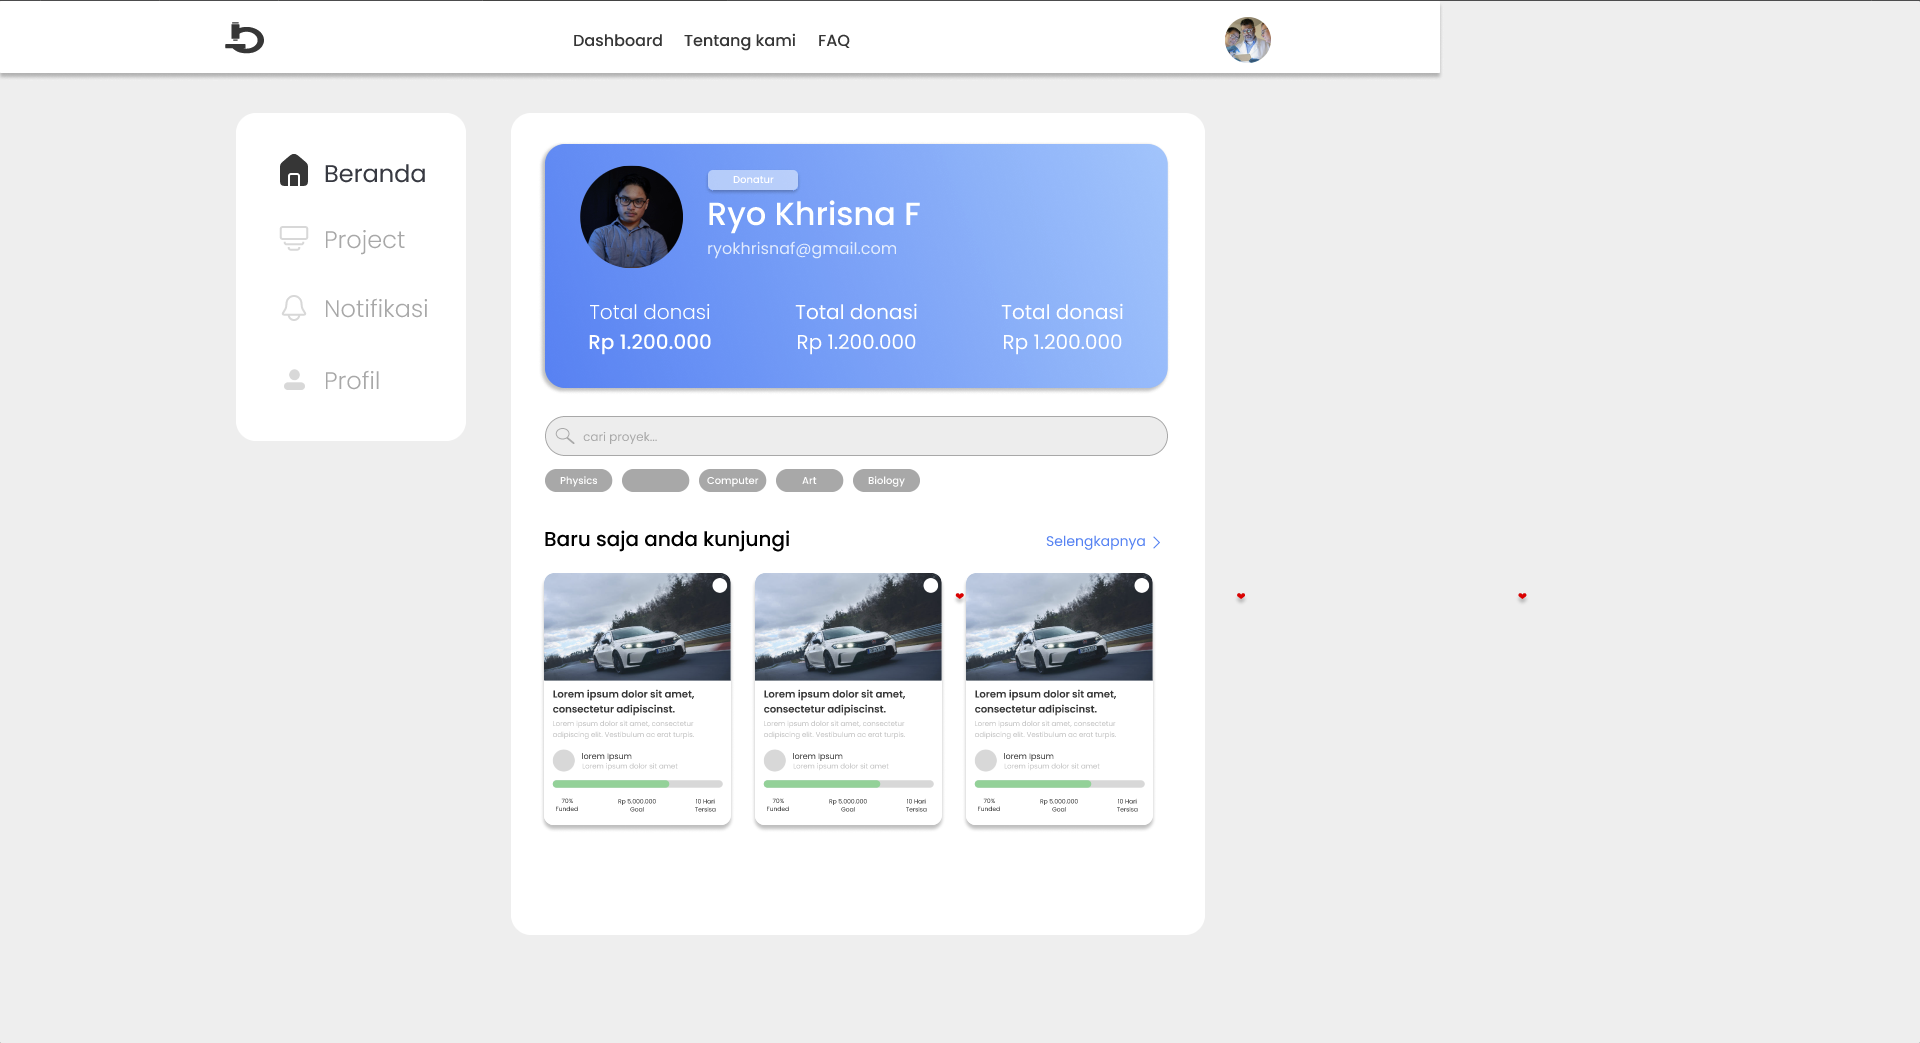 Dashboard Tentang kami FAQ
Beranda
Project
Notifikasi
Profil
Donatur
Ryo Khrisna F
ryokhrisnaf@gmail.com
Total donasi Total donasi Total donasi
Rp 1.200.000 Rp 1.200.000 Rp 1.200.000
cari proyek...
Physics Computer Art Biology
Baru saja anda kunjungi Selengkapnya
Lorem ipsum dolor sit amet,
consectetur adipiscinst.
Lorem ipsum dolor sit amet, consectetur
adipiscing elit. Vestibulum ac erat turpis.
lorem ipsum
Lorem ipsum dolor sit amet
70% Rp 5.000.000 10 Hari
Funded Goal Tersisa
Lorem ipsum dolor sit amet,
consectetur adipiscinst.
Lorem ipsum dolor sit amet, consectetur
adipiscing elit. Vestibulum ac erat turpis.
lorem ipsum
Lorem ipsum dolor sit amet
70% Rp 5.000.000 10 Hari
Funded Goal Tersisa
Lorem ipsum dolor sit amet,
consectetur adipiscinst.
Lorem ipsum dolor sit amet, consectetur
adipiscing elit. Vestibulum ac erat turpis.
lorem ipsum
Lorem ipsum dolor sit amet
70% Rp 5.000.000 10 Hari
Funded Goal Tersisa